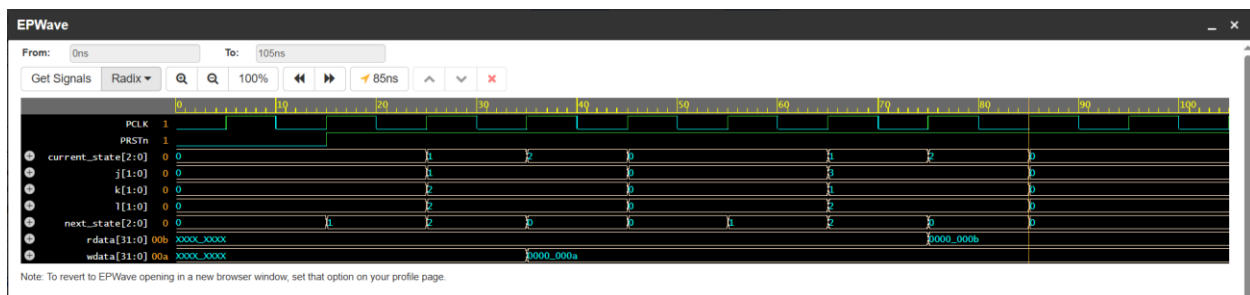 EPWave
From: 0ns To: 105ns
Get Signals Radix 100% 85ns
0 10 20 30 40 50 60 70 80 90 100
PCLK 1
PRSTn 1
current_state[2:0] 0 0 1 2 0 1 2 0
j[1:0] 0 0 1 0 3 0
k[1:0] 0 0 2 0 1 0
l[1:0] 0 0 2 0 2 0
next_state[2:0] 0 0 1 2 0 0 1 2 0 0
rdata[31:0] 00b XXXX_XXXX 0000_000b
wdata[31:0] 00a XXXX_XXXX 0000_000a
Note: To revert to EPWave opening in a new browser window, set that option on your profile page.